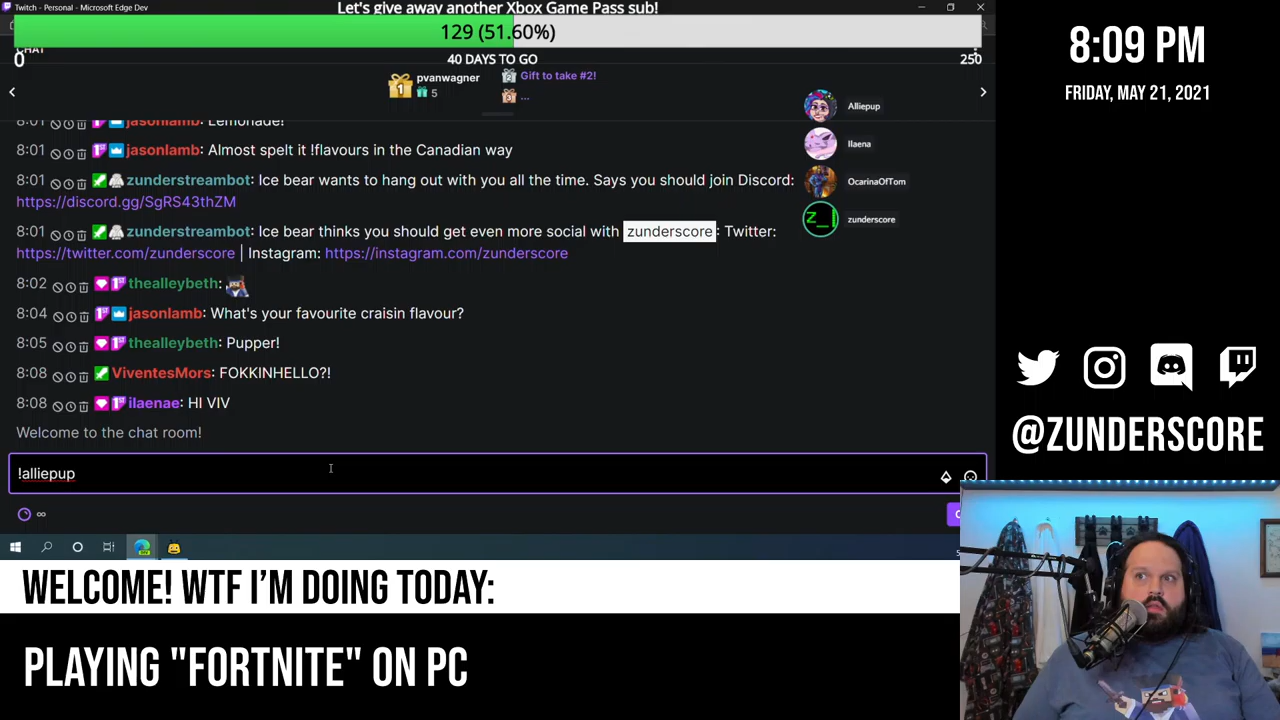 Twitch - Personal - Microsoft Edge Dev
Let's give away another Xbox Game Pass sub!
129 (51.60%)
CHAT
0
40 DAYS TO GO
250
pvanwagner
1
5
2
Gift to take #2!
3
...
8:01 jasonlamb: Lemonade!
8:01 jasonlamb: Almost spelt it !flavours in the Canadian way
8:01 zunderstreambot: Ice bear wants to hang out with you all the time. Says you should join Discord:
https://discord.gg/SgRS43thZM
8:01 zunderstreambot: Ice bear thinks you should get even more social with zunderscore: Twitter:
https://twitter.com/zunderscore | Instagram: https://instagram.com/zunderscore
8:02 thealleybeth:
8:04 jasonlamb: What's your favourite craisin flavour?
8:05 thealleybeth: Pupper!
8:08 ViventesMors: FOKKINHELLO?!
8:08 ilaenae: HI VIV
Welcome to the chat room!
!alliepup
∞
Alliepup
Ilaena
OcarinaOfTom
z_
zunderscore
8:09 PM
FRIDAY, MAY 21, 2021
@ZUNDERSCORE
WELCOME! WTF I'M DOING TODAY:
PLAYING "FORTNITE" ON PC